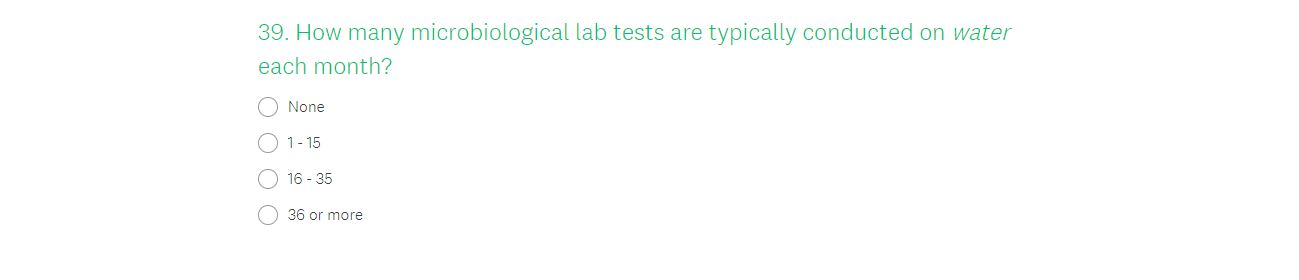 39. How many microbiological lab tests are typically conducted on water
each month?
None
1 - 15
16 - 35
36 or more